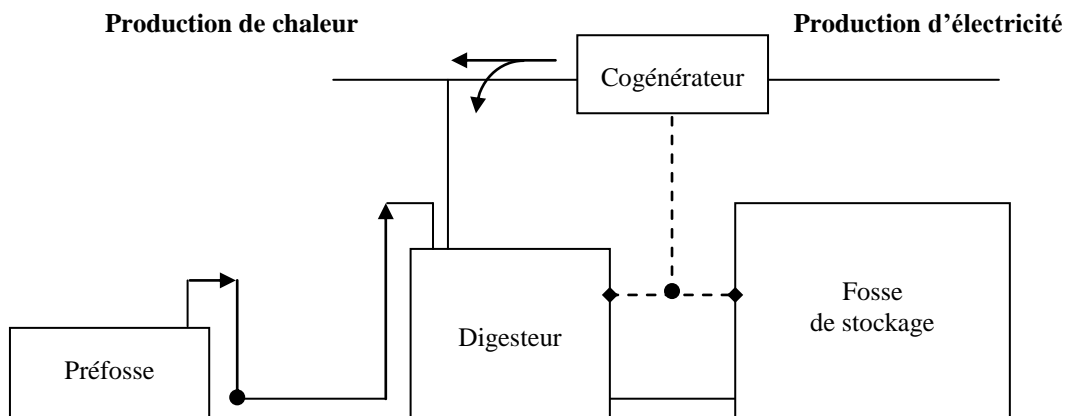 Production de chaleur
Production d’électricité
Cogénérateur
Fosse
de stockage
Digesteur
Préfosse